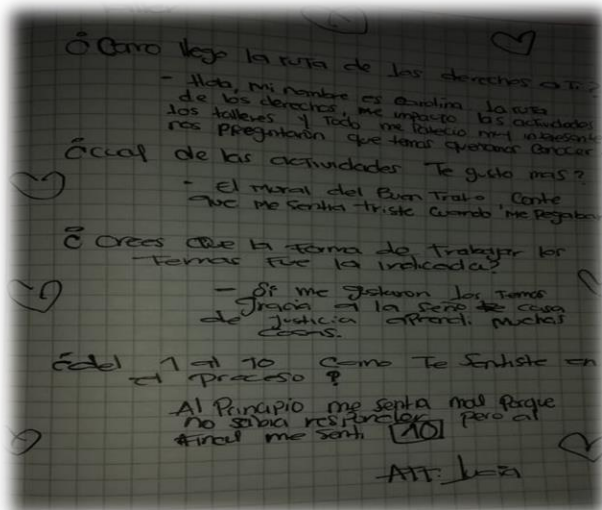 ¿Como llego la ruta de los derechos a Ti?
- Hola, mi nombre es Carolina la ruta
de los derechos, me impacto las actividades
los talleres y Todo me Parecio muy interesante
nos preguntaron que temas queriamos conocer
¿cual de las actividades Te gusto mas?
- El mural del Buen Trato, Conte
que me sentia triste cuando me Pegaban
¿Crees que la forma de trabajar los
Temas fue la indicada?
- Si me gustaron los Temas
gracia a la seño casa
de justicia aprendi muchas
cosas.
¿del 1 al 10 Como Te sentiste en
el proceso?
Al Principio me sentia mal Porque
no sabia responder pero al
final me senti 10
ATT: